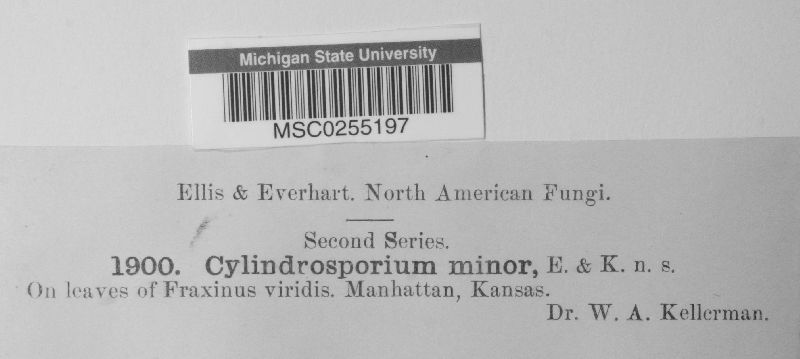 Michigan State University
MSC0255197
Ellis & Everhart. North American Fungi.
Second Series.
1900. Cylindrosporium minor, E. & K. n. s.
On leaves of Fraxinus viridis. Manhattan, Kansas.
Dr. W. A. Kellerman.